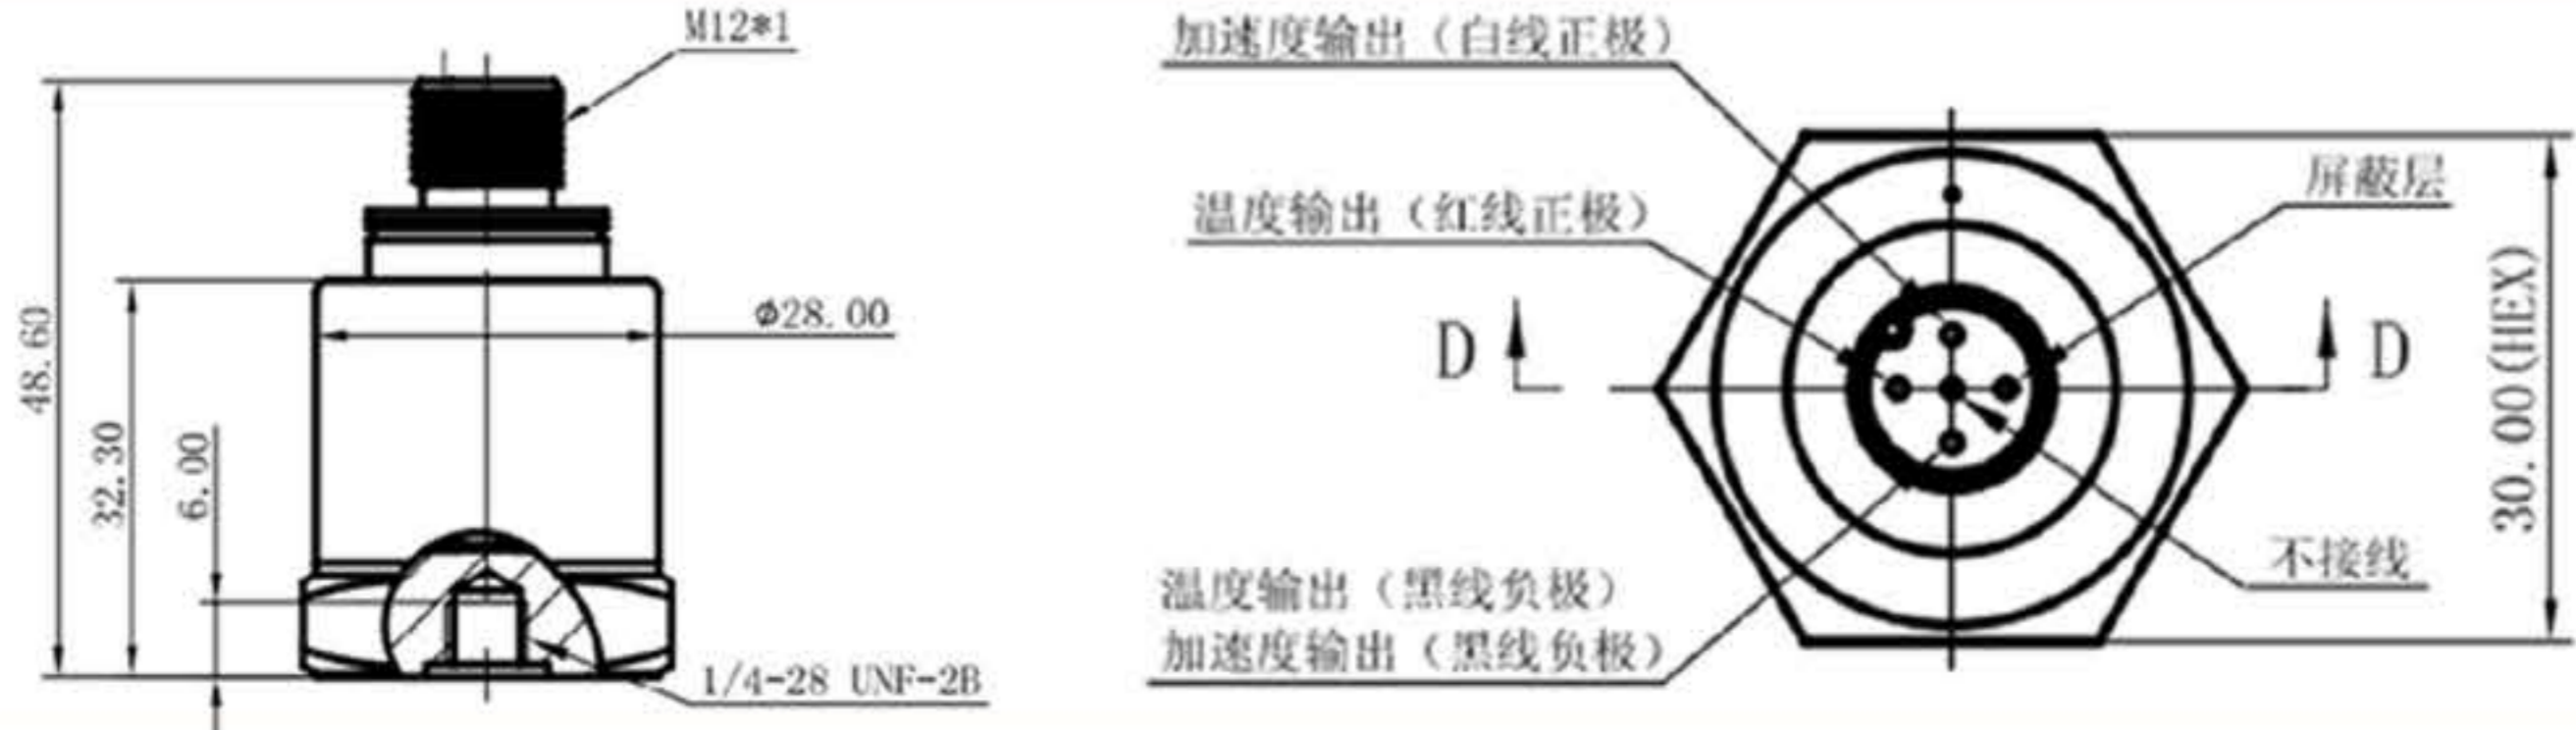 M12*1
48.60
32.30
6.00
ϕ28.00
1/4-28 UNF-2B
加速度输出（白线正极）
温度输出（红线正极）
屏蔽层
D
D
30.00(HEX)
不接线
温度输出（黑线负极）
加速度输出（黑线负极）